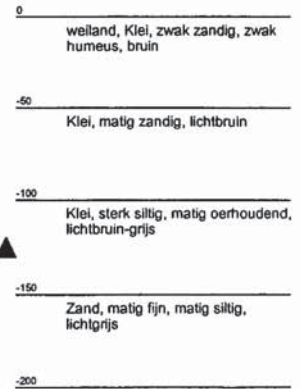 0
weiland, Klei, zwak zandig, zwak
humeus, bruin
-50
Klei, matig zandig, lichtbruin
-100
Klei, sterk siltig, matig oerhoudend,
lichtbruin-grijs
-150
Zand, matig fijn, matig siltig,
lichtgrijs
-200